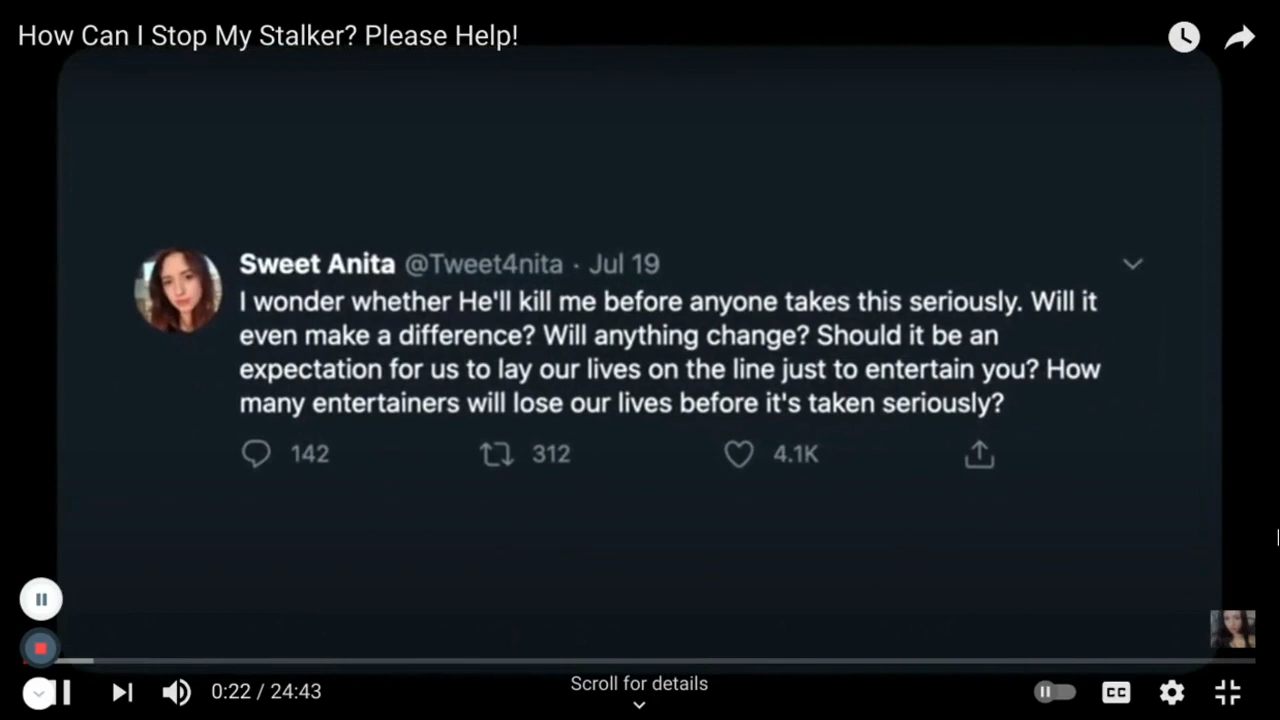 How Can I Stop My Stalker? Please Help!
Sweet Anita @Tweet4nita · Jul 19
I wonder whether He'll kill me before anyone takes this seriously. Will it
even make a difference? Will anything change? Should it be an
expectation for us to lay our lives on the line just to entertain you? How
many entertainers will lose our lives before it's taken seriously?
142 312 4.1K
Scroll for details
0:22 / 24:43
CC